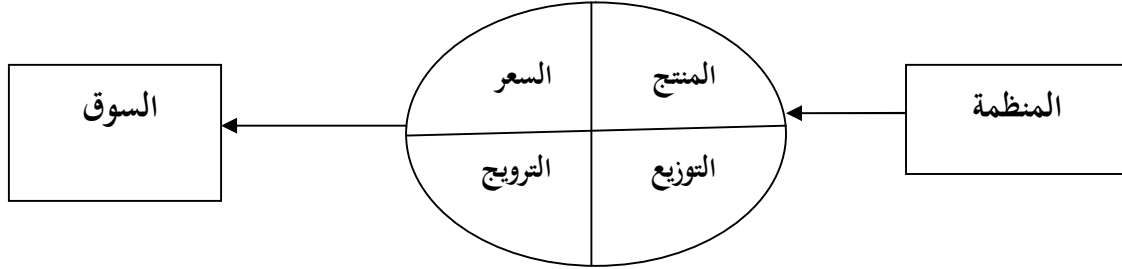 المنتج
السعر
المنظمة
السوق
التوزيع
الترويج